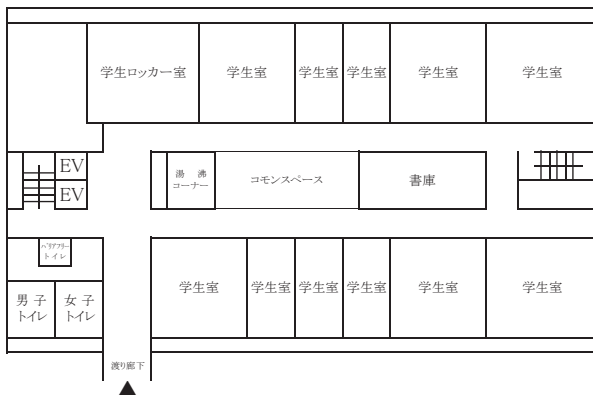 学生ロッカー室
学生室
学生室
学生室
学生室
学生室
EV
EV
湯 沸
コーナー
コモンスペース
書庫
バリアフリー
トイレ
男 子
トイレ
女 子
トイレ
学生室
学生室
学生室
学生室
学生室
学生室
渡り廊下